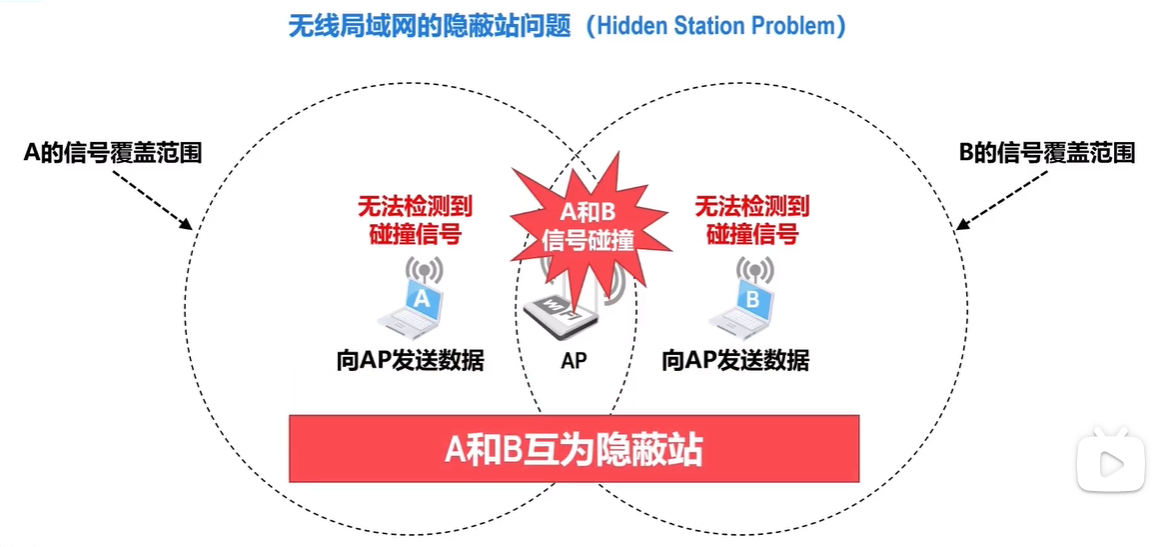 无线局域网的隐蔽站问题（Hidden Station Problem）
A的信号覆盖范围
B的信号覆盖范围
无法检测到
碰撞信号
A和B
信号碰撞
无法检测到
碰撞信号
A
WiFi
B
向AP发送数据
AP
向AP发送数据
A和B互为隐蔽站